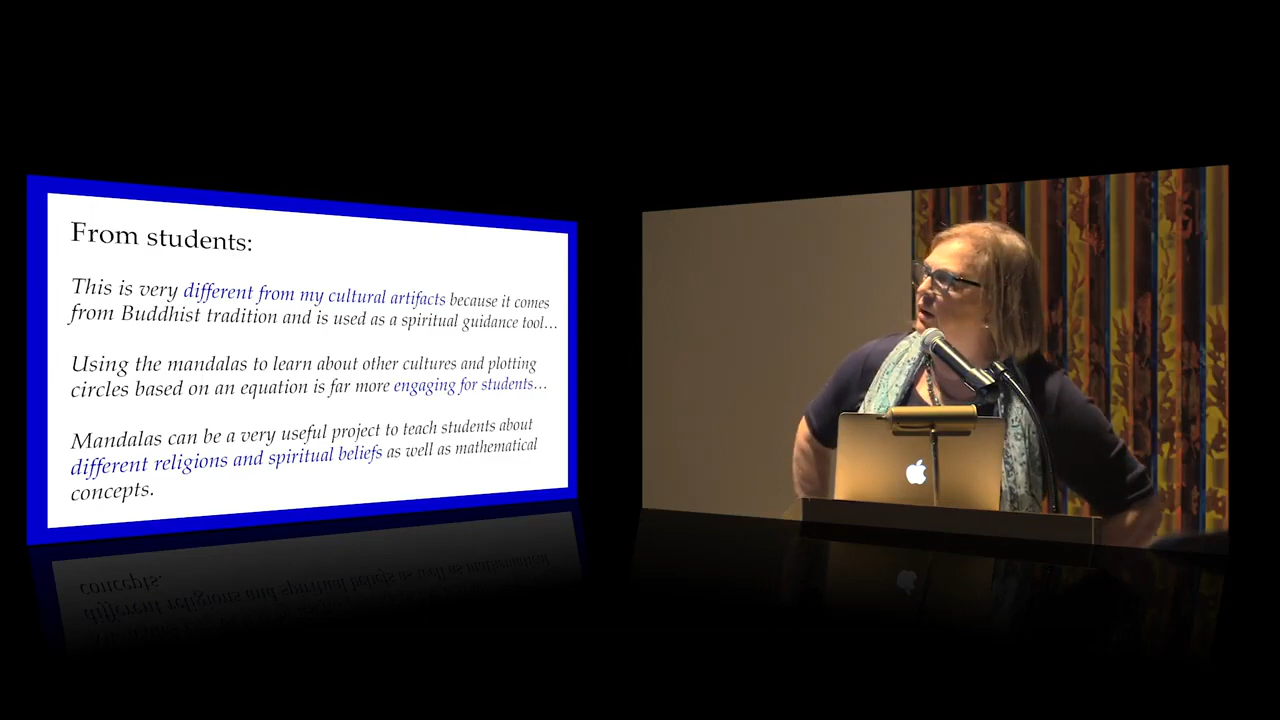 From students:
This is very different from my cultural artifacts because it comes
from Buddhist tradition and is used as a spiritual guidance tool…
Using the mandalas to learn about other cultures and plotting
circles based on an equation is far more engaging for students…
Mandalas can be a very useful project to teach students about
different religions and spiritual beliefs as well as mathematical
concepts.